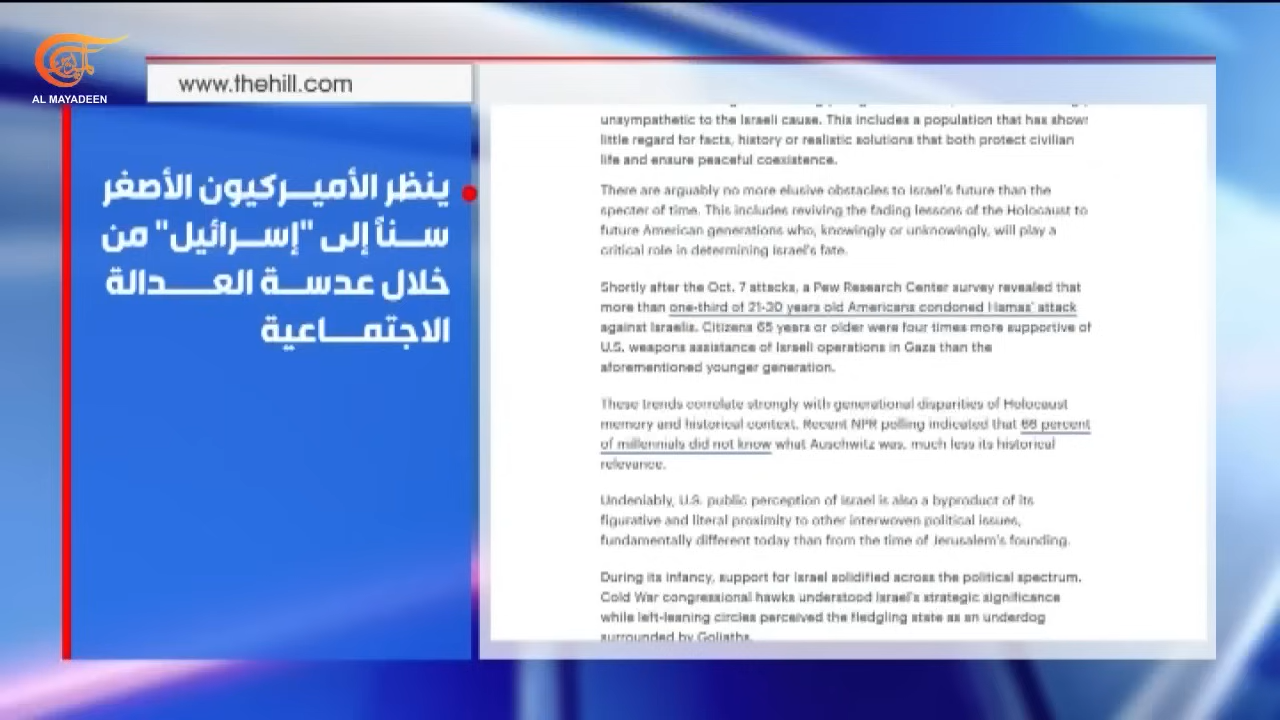 AL MAYADEEN
www.thehill.com
ينظر الأميركيون الأصغر
سناً إلى "إسرائيل" من
خلال عدسة العدالة
الاجتماعية
unsympathetic to the Israeli cause. This includes a population that has shown
little regard for facts, history or realistic solutions that both protect civilian
life and ensure peaceful coexistence.
There are arguably no more elusive obstacles to Israel's future than the
specter of time. This includes reviving the fading lessons of the Holocaust to
future American generations who, knowingly or unknowingly, will play a
critical role in determining Israel's fate.
Shortly after the Oct. 7 attacks, a Pew Research Center survey revealed that
more than one-third of 21-30 years old Americans condoned Hamas' attack
against Israelis. Citizens 65 years or older were four times more supportive of
U.S. weapons assistance of Israeli operations in Gaza than the
aforementioned younger generation.
These trends correlate strongly with generational disparities of Holocaust
memory and historical context. Recent NPR polling indicated that 66 percent
of millennials did not know what Auschwitz was, much less its historical
relevance.
Undeniably, U.S. public perception of Israel is also a byproduct of its
figurative and literal proximity to other interwoven political issues,
fundamentally different today than from the time of Jerusalem's founding.
During its infancy, support for Israel solidified across the political spectrum.
Cold War congressional hawks understood Israel's strategic significance
while left-leaning circles perceived the fledgling state as an underdog
surrounded by Goliaths.